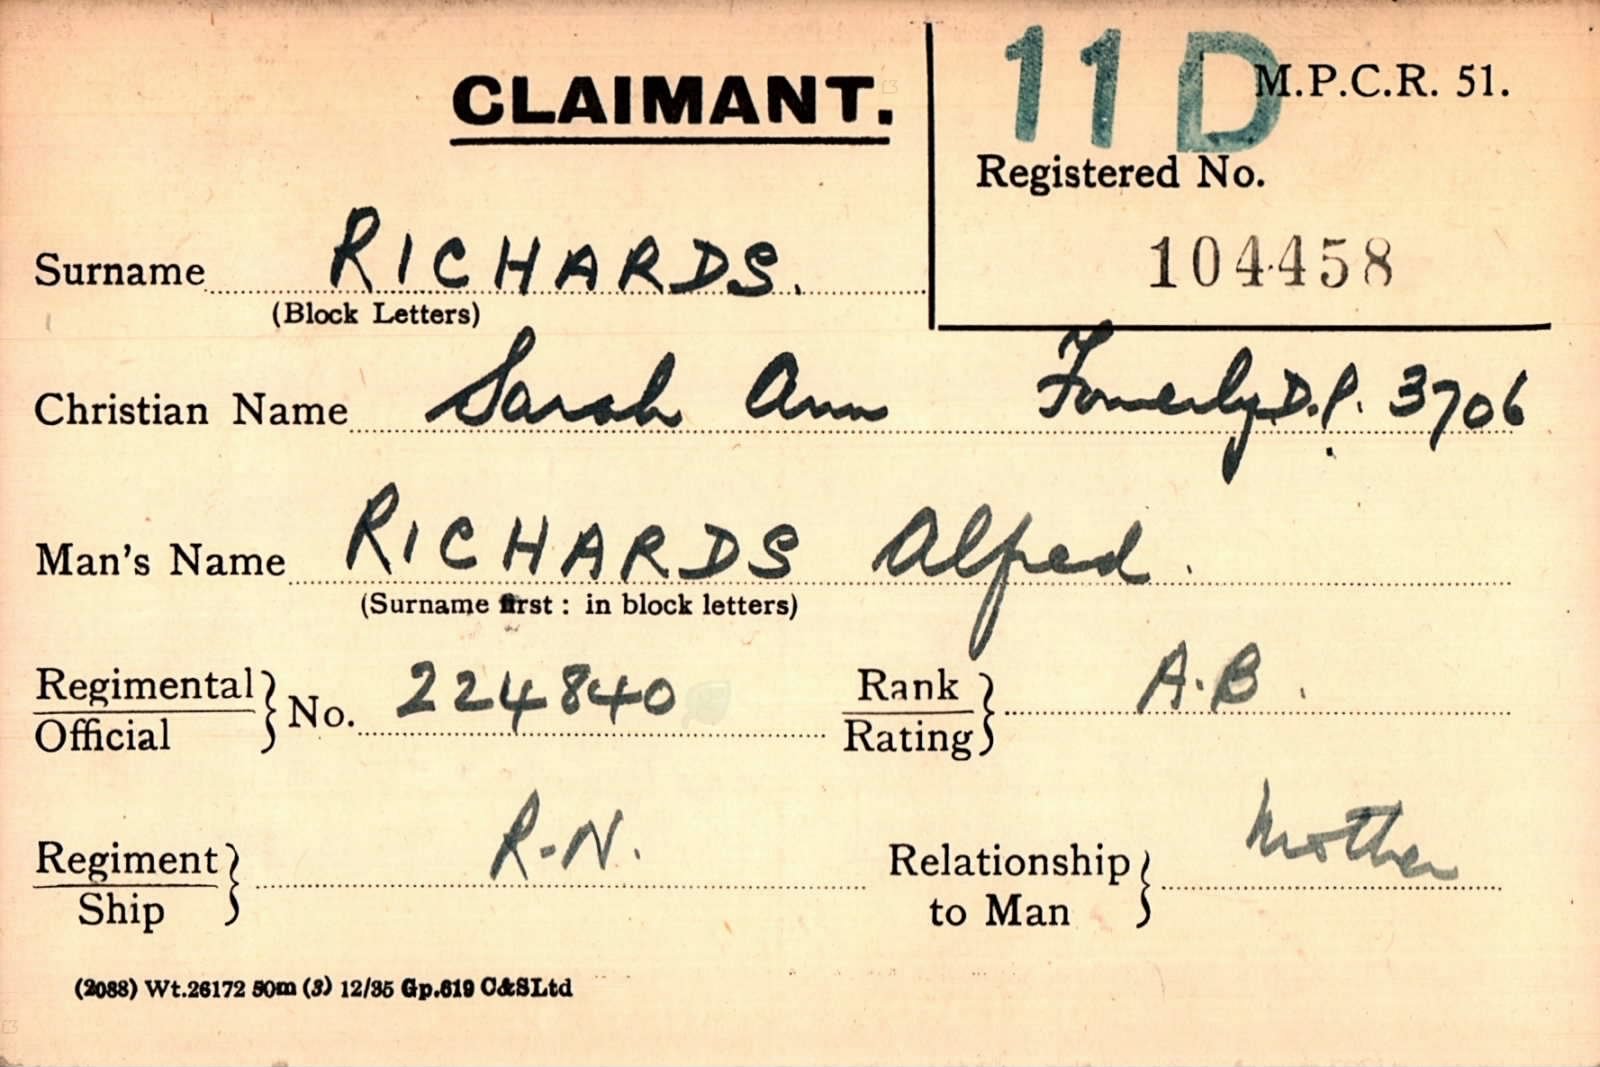 CLAIMANT.
11 D
M.P.C.R. 51.
Registered No.
104458
Surname RICHARDS.
(Block Letters)
Christian Name Sarah Ann Formerly D.P. 3706
Man's Name RICHARDS Alfred.
(Surname first : in block letters)
Regimental
Official } No. 224840
Rank
Rating } A.B.
Regiment
Ship } R.N.
Relationship
to Man } Mother
(2088) Wt.26172 50m (3) 12/35 Gp.619 C&SLtd